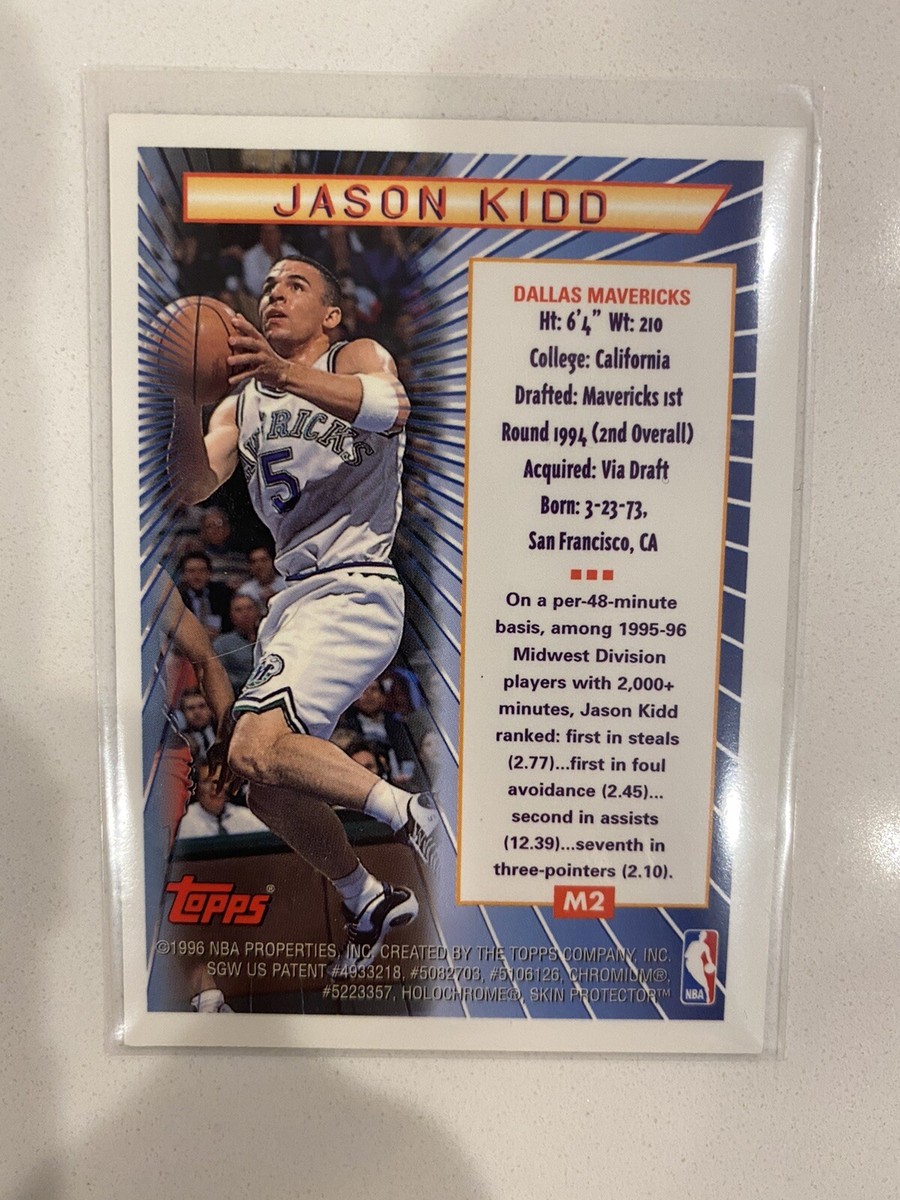 JASON KIDD
DALLAS MAVERICKS
Ht: 6'4" Wt: 210
College: California
Drafted: Mavericks 1st
Round 1994 (2nd Overall)
Acquired: Via Draft
Born: 3-23-73,
San Francisco, CA
On a per-48-minute
basis, among 1995-96
Midwest Division
players with 2,000+
minutes, Jason Kidd
ranked: first in steals
(2.77)...first in foul
avoidance (2.45)...
second in assists
(12.39)...seventh in
three-pointers (2.10).
M2
RICKS
5
TOPPS®
©1996 NBA PROPERTIES, INC. CREATED BY THE TOPPS COMPANY, INC.
SGW US PATENT #4933218, #5082703, #5106126, CHROMIUM®,
#5223357, HOLOCHROME®, SKIN PROTECTOR™
NBA